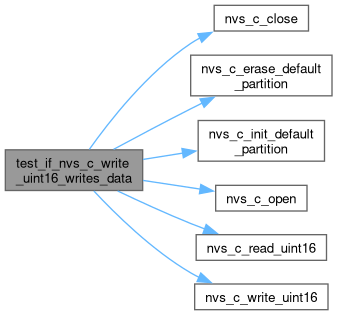 nvs_c_close
nvs_c_erase_default
_partition
nvs_c_init_default
_partition
test_if_nvs_c_write
_uint16_writes_data
nvs_c_open
nvs_c_read_uint16
nvs_c_write_uint16